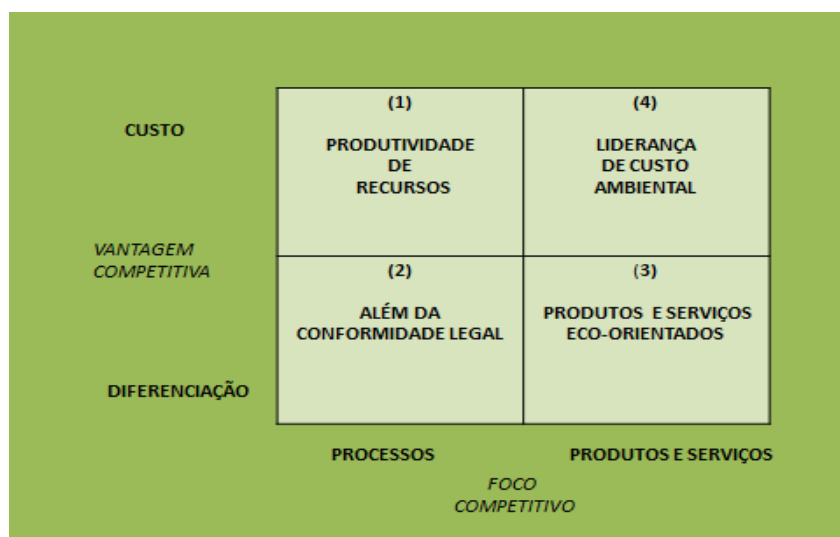 CUSTO
(1)
PRODUTIVIDADE
DE
RECURSOS
(4)
LIDERANÇA
DE CUSTO
AMBIENTAL
VANTAGEM
COMPETITIVA
(2)
ALÉM DA
CONFORMIDADE LEGAL
(3)
PRODUTOS E SERVIÇOS
ECO-ORIENTADOS
DIFERENCIAÇÃO
PROCESSOS
PRODUTOS E SERVIÇOS
FOCO
COMPETITIVO